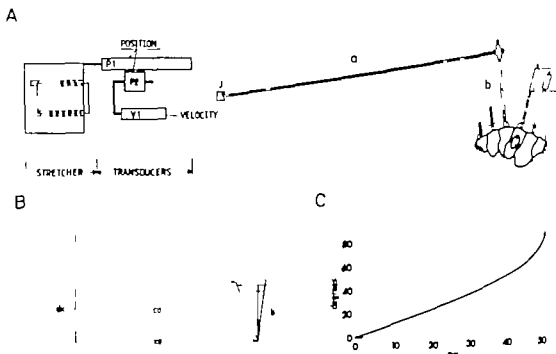 A
POSITION
P1
P2
V1
VELOCITY
J
a
b
STRETCHER
TRANSDUCERS
B
C
dx
b
degrees
80
60
40
20
0
0 10 20 30 40 50